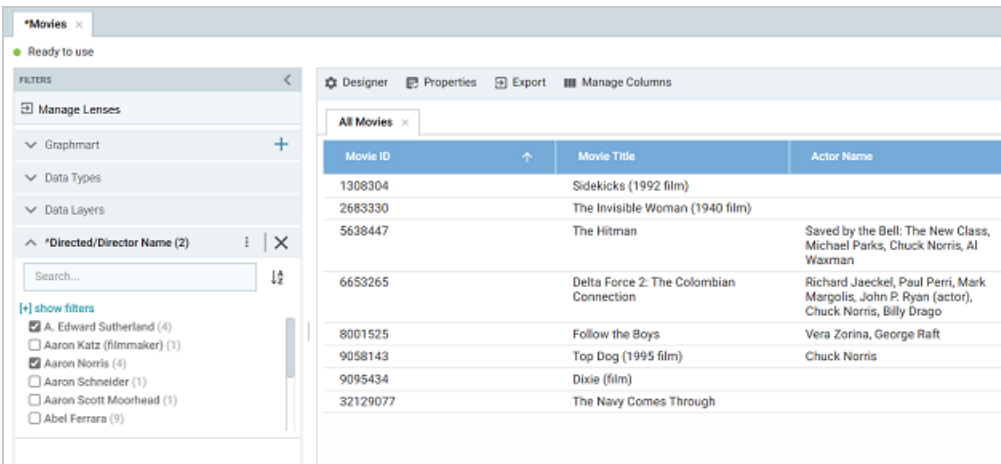 *Movies ×
Ready to use
FILTERS
Manage Lenses
Graphmart
Data Types
Data Layers
*Directed/Director Name (2)
Search...
[+] show filters
A. Edward Sutherland (4)
Aaron Katz (filmmaker) (1)
Aaron Norris (4)
Aaron Schneider (1)
Aaron Scott Moorhead (1)
Abel Ferrara (9)
Designer Properties Export Manage Columns
All Movies ×
Movie ID Movie Title Actor Name
1308304 Sidekicks (1992 film)
2683330 The Invisible Woman (1940 film)
5638447 The Hitman Saved by the Bell: The New Class,
Michael Parks, Chuck Norris, Al
Waxman
6653265 Delta Force 2: The Colombian Richard Jaeckel, Paul Perri, Mark
Connection Margolis, John P. Ryan (actor),
Chuck Norris, Billy Drago
8001525 Follow the Boys Vera Zorina, George Raft
9058143 Top Dog (1995 film) Chuck Norris
9095434 Dixie (film)
32129077 The Navy Comes Through